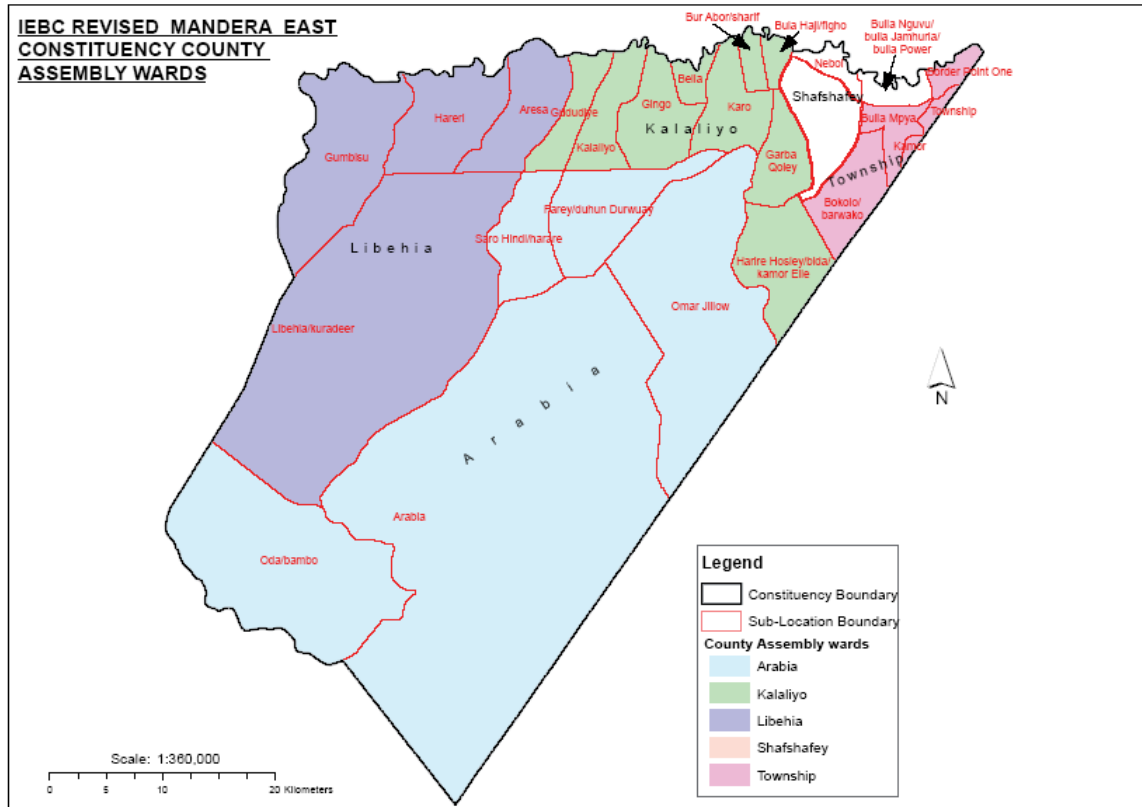 IEBC REVISED MANDERA EAST
CONSTITUENCY COUNTY
ASSEMBLY WARDS
Bur Abor/sharif
Bula Haji/figho
Bulla Nguvu/
bulla Jamhuria/
bulla Power
Neboi
Border Point One
Shafshafey
Township
Bella
Hareri
Aresa
Gududiye
Gingo
Karo
Bulla Mpya
Kalaliyo
Kalaliyo
Kamor
Gumbisu
Garba
Qoley
Township
Bokolo/
barwako
Farey/duhun Durwuay
Saro Hindi/harare
Libehia
Harire Hosley/bida/
kamor Elle
Omar Jillow
Libehia/kuradeer
Arabia
Arabia
Oda/bambo
N
Legend
Constituency Boundary
Sub-Location Boundary
County Assembly wards
Arabia
Kalaliyo
Libehia
Shafshafey
Township
Scale: 1:360,000
0 5 10 15 20 Kilometers